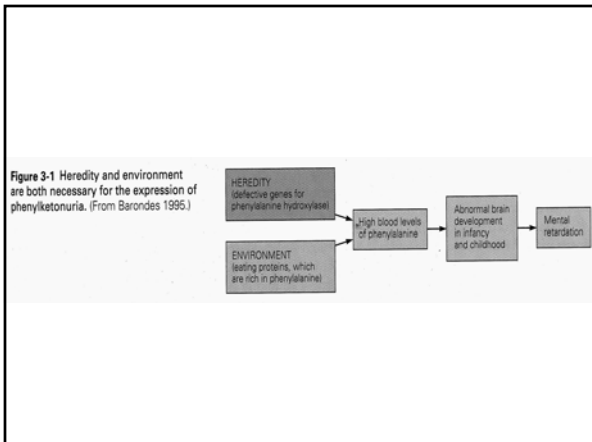 Figure 3-1 Heredity and environment
are both necessary for the expression of
phenylketonuria. (From Barondes 1995.)
HEREDITY
(defective genes for
phenylalanine hydroxylase)
ENVIRONMENT
(eating proteins, which
are rich in phenylalanine)
High blood levels
of phenylalanine
Abnormal brain
development
in infancy
and childhood
Mental
retardation